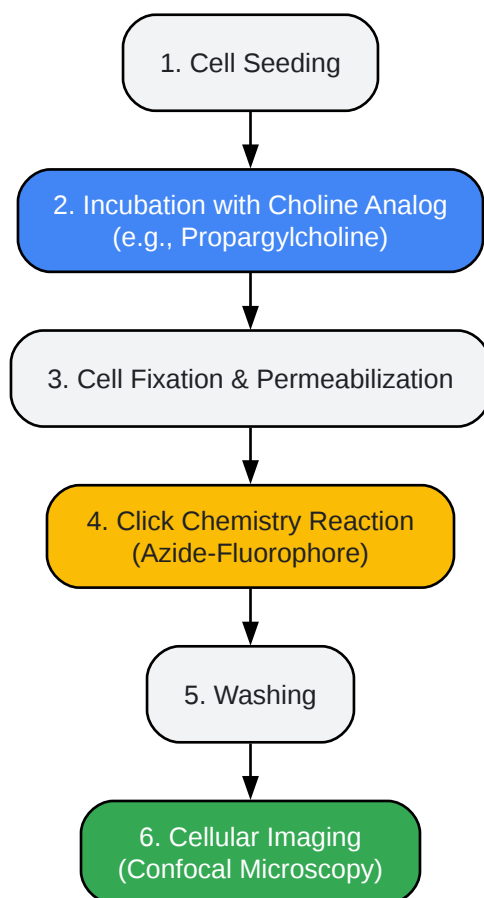 1. Cell Seeding
2. Incubation with Choline Analog
(e.g., Propargylcholine)
3. Cell Fixation & Permeabilization
4. Click Chemistry Reaction
(Azide-Fluorophore)
5. Washing
6. Cellular Imaging
(Confocal Microscopy)